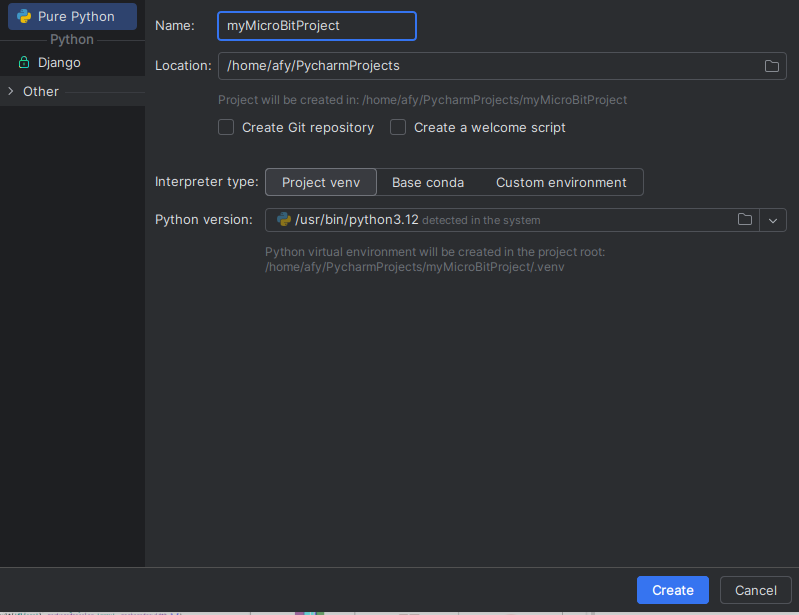 Pure Python
Python
Django
Other
Name: myMicroBitProject
Location: /home/afy/PycharmProjects
Project will be created in: /home/afy/PycharmProjects/myMicroBitProject
Create Git repository Create a welcome script
Interpreter type: Project venv Base conda Custom environment
Python version: /usr/bin/python3.12 detected in the system
Python virtual environment will be created in the project root:
/home/afy/PycharmProjects/myMicroBitProject/.venv
Create Cancel